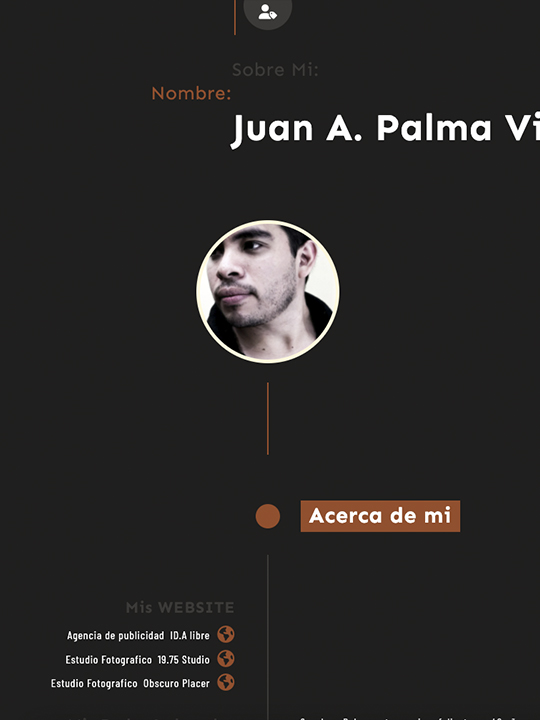 Sobre Mi:
Nombre:
Juan A. Palma
Acerca de mi
Mis WEBSITE
Agencia de publicidad ID.A libre
Estudio Fotografico 19.75 Studio
Estudio Fotografico Obscuro Placer